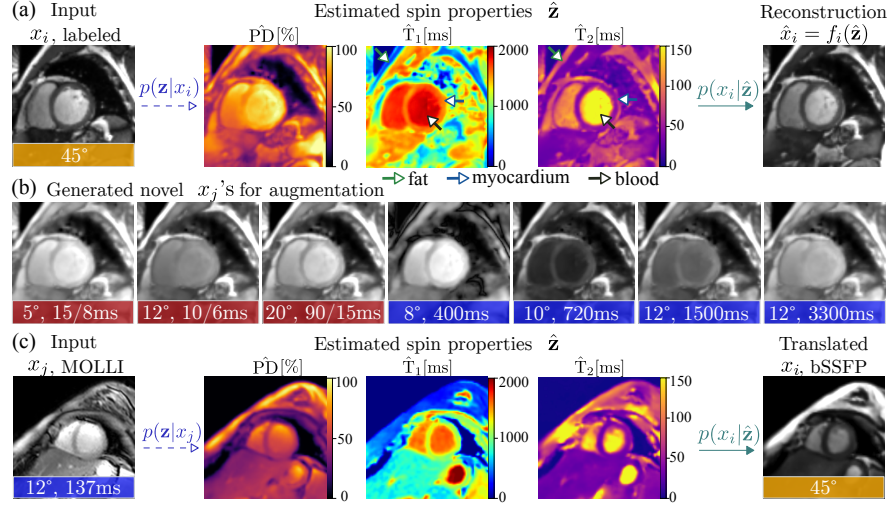 (a) Input Estimated spin properties ẑ Reconstruction
x_i, labeled P̂D[%] T̂₁[ms] T̂₂[ms] x̂_i = f_i(ẑ)
100 2000 150
p(z|x_i) 50 1000 100 p(x_i|ẑ)
50
45° 0 0 0
fat myocardium blood
(b) Generated novel x_j's for augmentation
5°, 15/8ms 12°, 10/6ms 20°, 90/15ms 8°, 400ms 10°, 720ms 12°, 1500ms 12°, 3300ms
(c) Input Estimated spin properties ẑ Translated
x_j, MOLLI P̂D[%] T̂₁[ms] T̂₂[ms] x_i, bSSFP
100 2000 150
p(z|x_j) 50 1000 100 p(x_i|ẑ)
50
12°, 137ms 0 0 0 45°